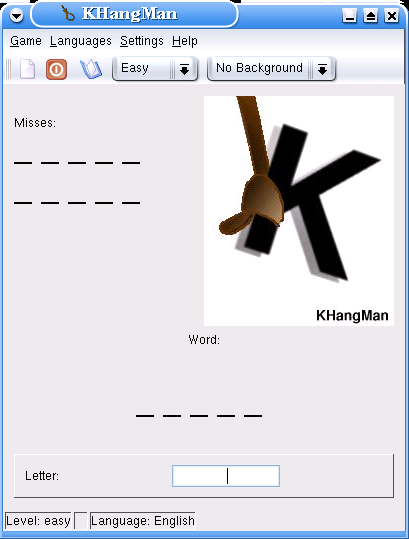 KHangMan
Game Languages Settings Help
Easy No Background
Misses:
_ _ _ _ _
_ _ _ _ _
K
KHangMan
Word:
_ _ _ _ _
Letter:
Level: easy Language: English